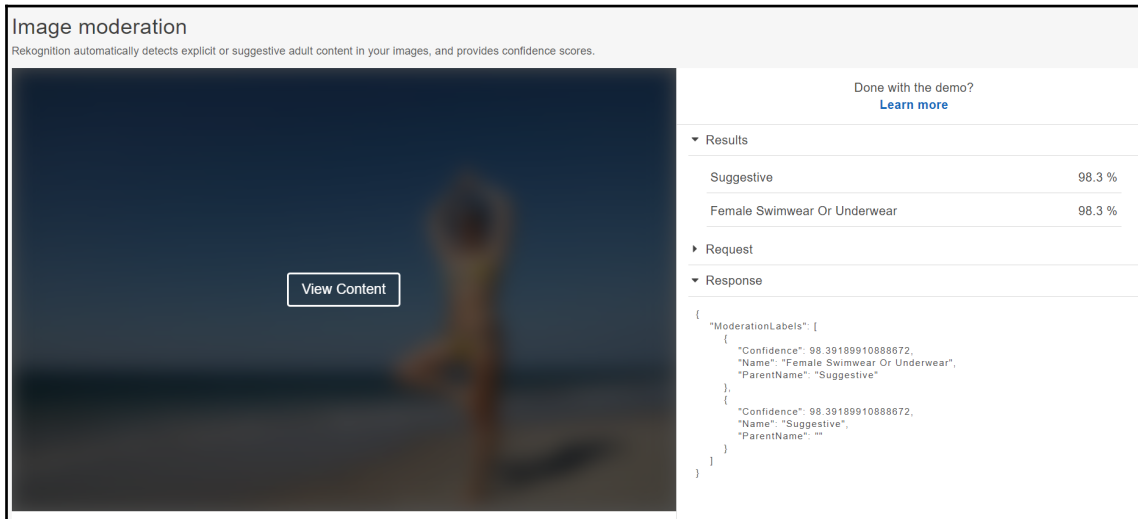 Image moderation
Rekognition automatically detects explicit or suggestive adult content in your images, and provides confidence scores.
View Content
Done with the demo?
Learn more
Results
Suggestive 98.3 %
Female Swimwear Or Underwear 98.3 %
Request
Response
{
"ModerationLabels": [
{
"Confidence": 98.39189910888672,
"Name": "Female Swimwear Or Underwear",
"ParentName": "Suggestive"
},
{
"Confidence": 98.39189910888672,
"Name": "Suggestive",
"ParentName": ""
}
]
}